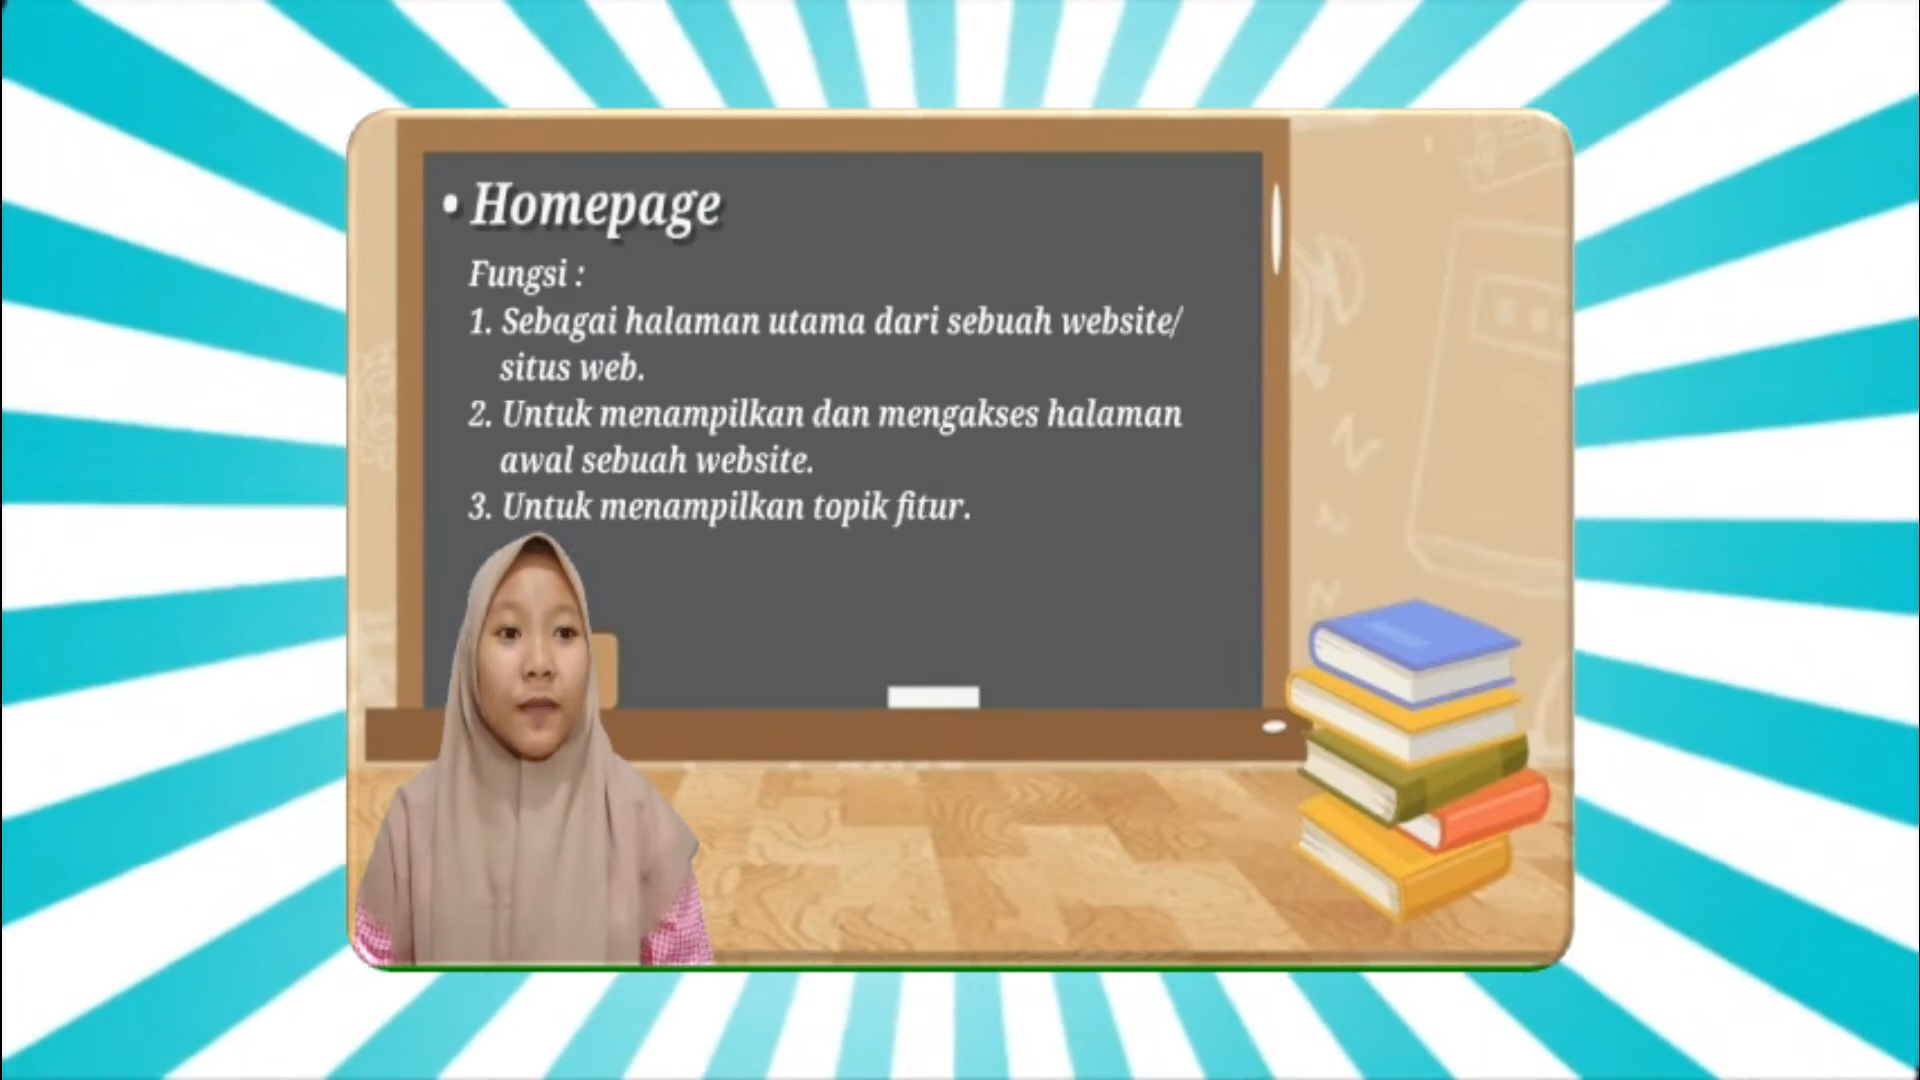 • Homepage
Fungsi :
1. Sebagai halaman utama dari sebuah website/
situs web.
2. Untuk menampilkan dan mengakses halaman
awal sebuah website.
3. Untuk menampilkan topik fitur.